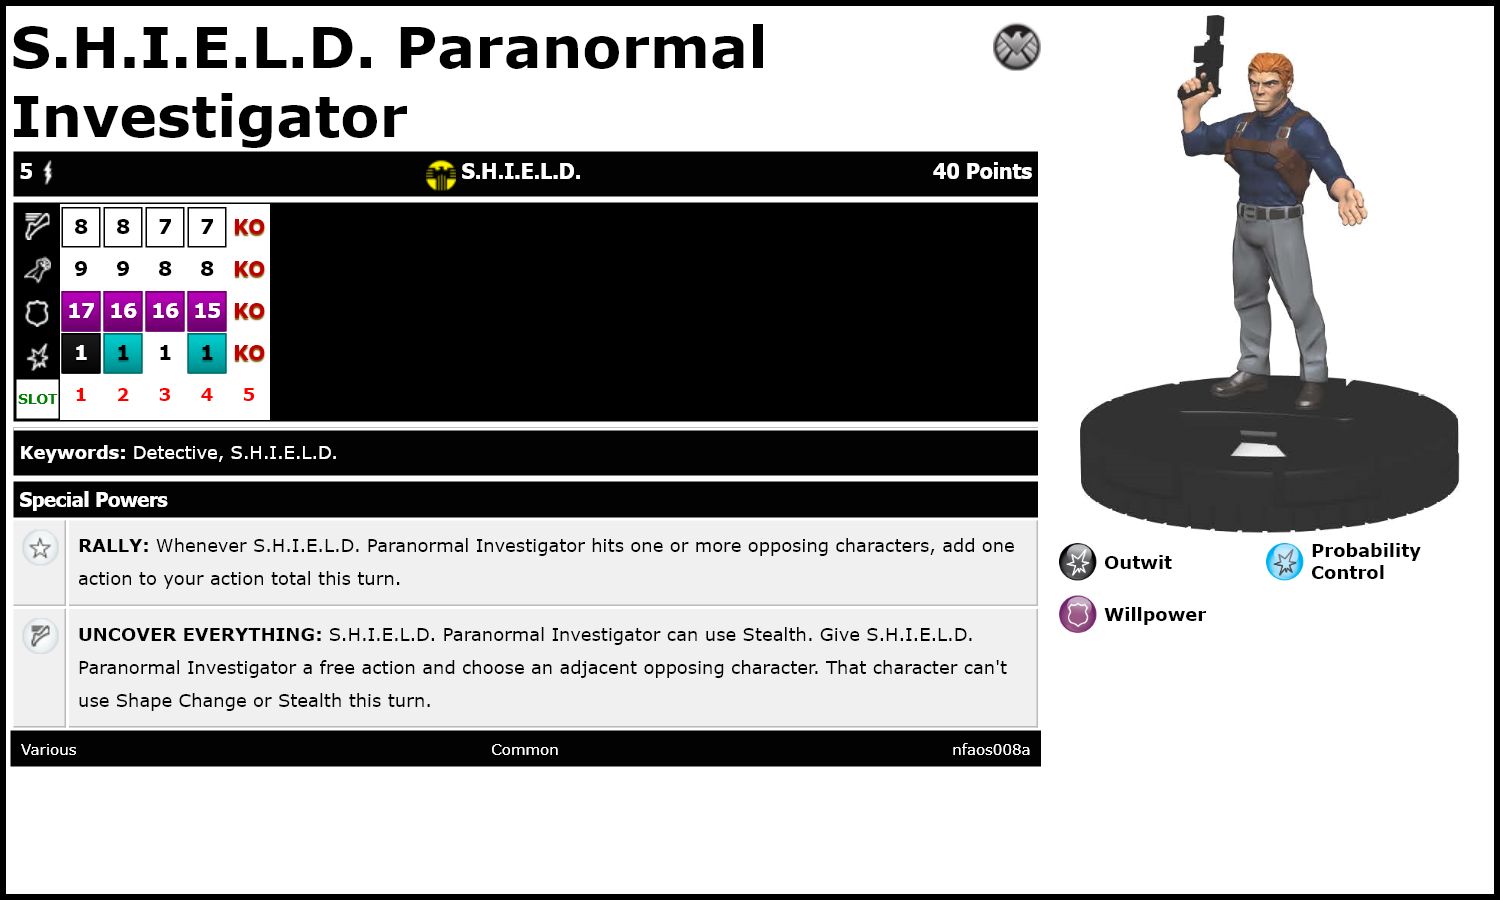 S.H.I.E.L.D. Paranormal
Investigator
5 S.H.I.E.L.D. 40 Points
8 8 7 7 KO
9 9 8 8 KO
17 16 16 15 KO
1 1 1 1 KO
SLOT 1 2 3 4 5
Keywords: Detective, S.H.I.E.L.D.
Special Powers
RALLY: Whenever S.H.I.E.L.D. Paranormal Investigator hits one or more opposing characters, add one
action to your action total this turn.
UNCOVER EVERYTHING: S.H.I.E.L.D. Paranormal Investigator can use Stealth. Give S.H.I.E.L.D.
Paranormal Investigator a free action and choose an adjacent opposing character. That character can't
use Shape Change or Stealth this turn.
Various Common nfaos008a
Outwit
Probability
Control
Willpower